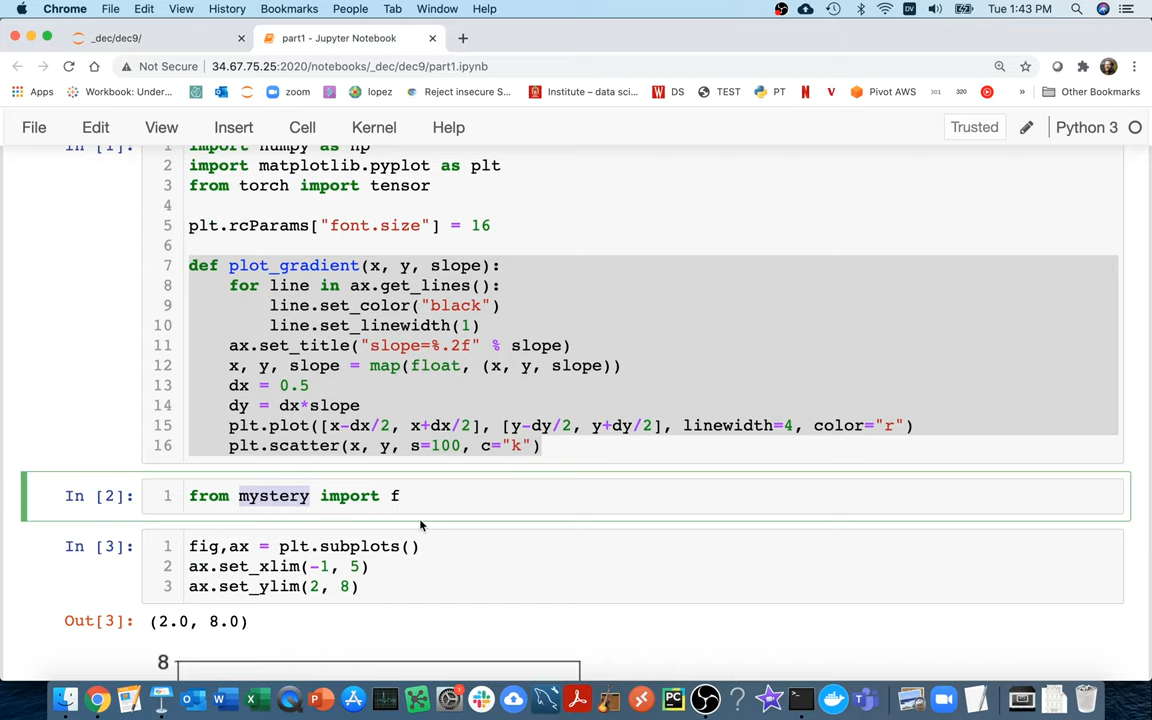 Chrome File Edit View History Bookmarks People Tab Window Help DV Tue 1:43 PM
_dec/dec9/ part1 - Jupyter Notebook
Not Secure 34.67.75.25:2020/notebooks/_dec/dec9/part1.ipynb
Apps Workbook: Under... zoom lopez Reject insecure S... Institute – data sci... DS TEST PT Pivot AWS 301 320 Other Bookmarks
File Edit View Insert Cell Kernel Help Trusted Python 3
In [1]: 1 import numpy as np
2 import matplotlib.pyplot as plt
3 from torch import tensor
4
5 plt.rcParams["font.size"] = 16
6
7 def plot_gradient(x, y, slope):
8 for line in ax.get_lines():
9 line.set_color("black")
10 line.set_linewidth(1)
11 ax.set_title("slope=%.2f" % slope)
12 x, y, slope = map(float, (x, y, slope))
13 dx = 0.5
14 dy = dx*slope
15 plt.plot([x-dx/2, x+dx/2], [y-dy/2, y+dy/2], linewidth=4, color="r")
16 plt.scatter(x, y, s=100, c="k")
In [2]: 1 from mystery import f
In [3]: 1 fig,ax = plt.subplots()
2 ax.set_xlim(-1, 5)
3 ax.set_ylim(2, 8)
Out[3]: (2.0, 8.0)
8